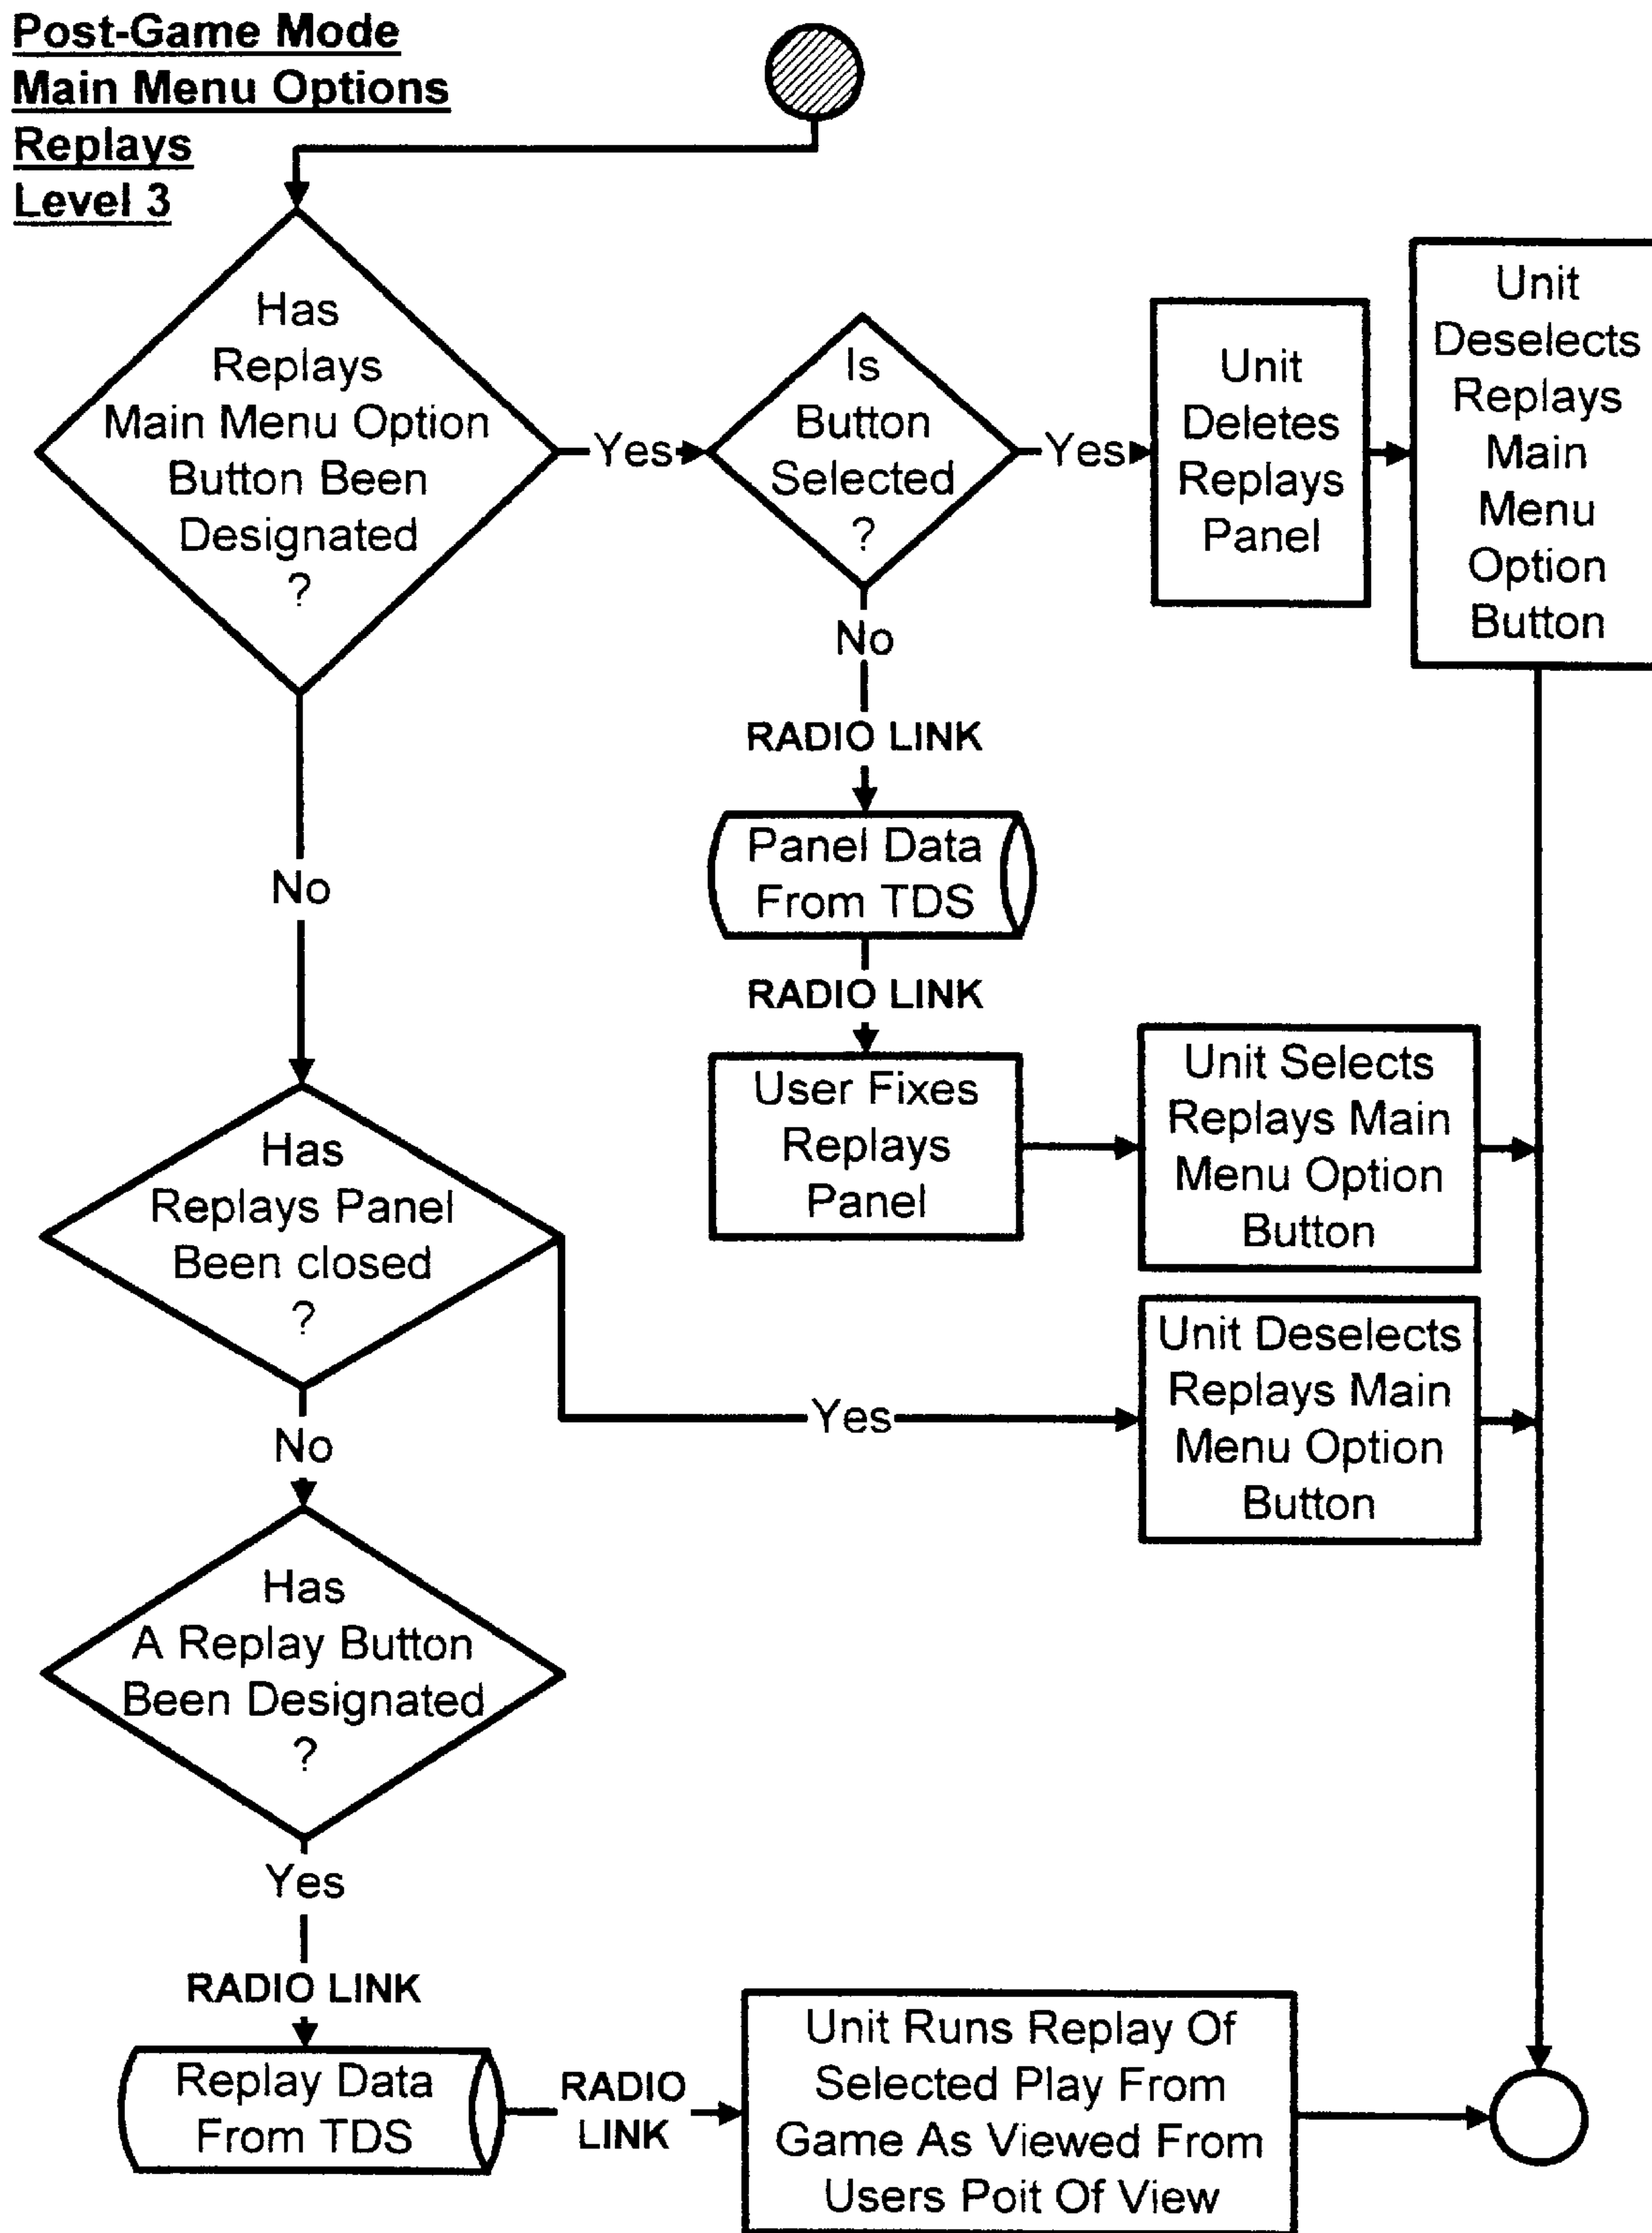 Post-Game Mode
Main Menu Options
Replays
Level 3
Has
Replays
Main Menu Option
Button Been
Designated
?
Yes
Is
Button
Selected
?
Yes
Unit
Deletes
Replays
Panel
Unit
Deselects
Replays
Main
Menu
Option
Button
No
RADIO LINK
Panel Data
From TDS
RADIO LINK
User Fixes
Replays
Panel
Unit Selects
Replays Main
Menu Option
Button
No
Has
Replays Panel
Been closed
?
Yes
Unit Deselects
Replays Main
Menu Option
Button
No
Has
A Replay Button
Been Designated
?
Yes
RADIO LINK
Replay Data
From TDS
RADIO
LINK
Unit Runs Replay Of
Selected Play From
Game As Viewed From
Users Poit Of View